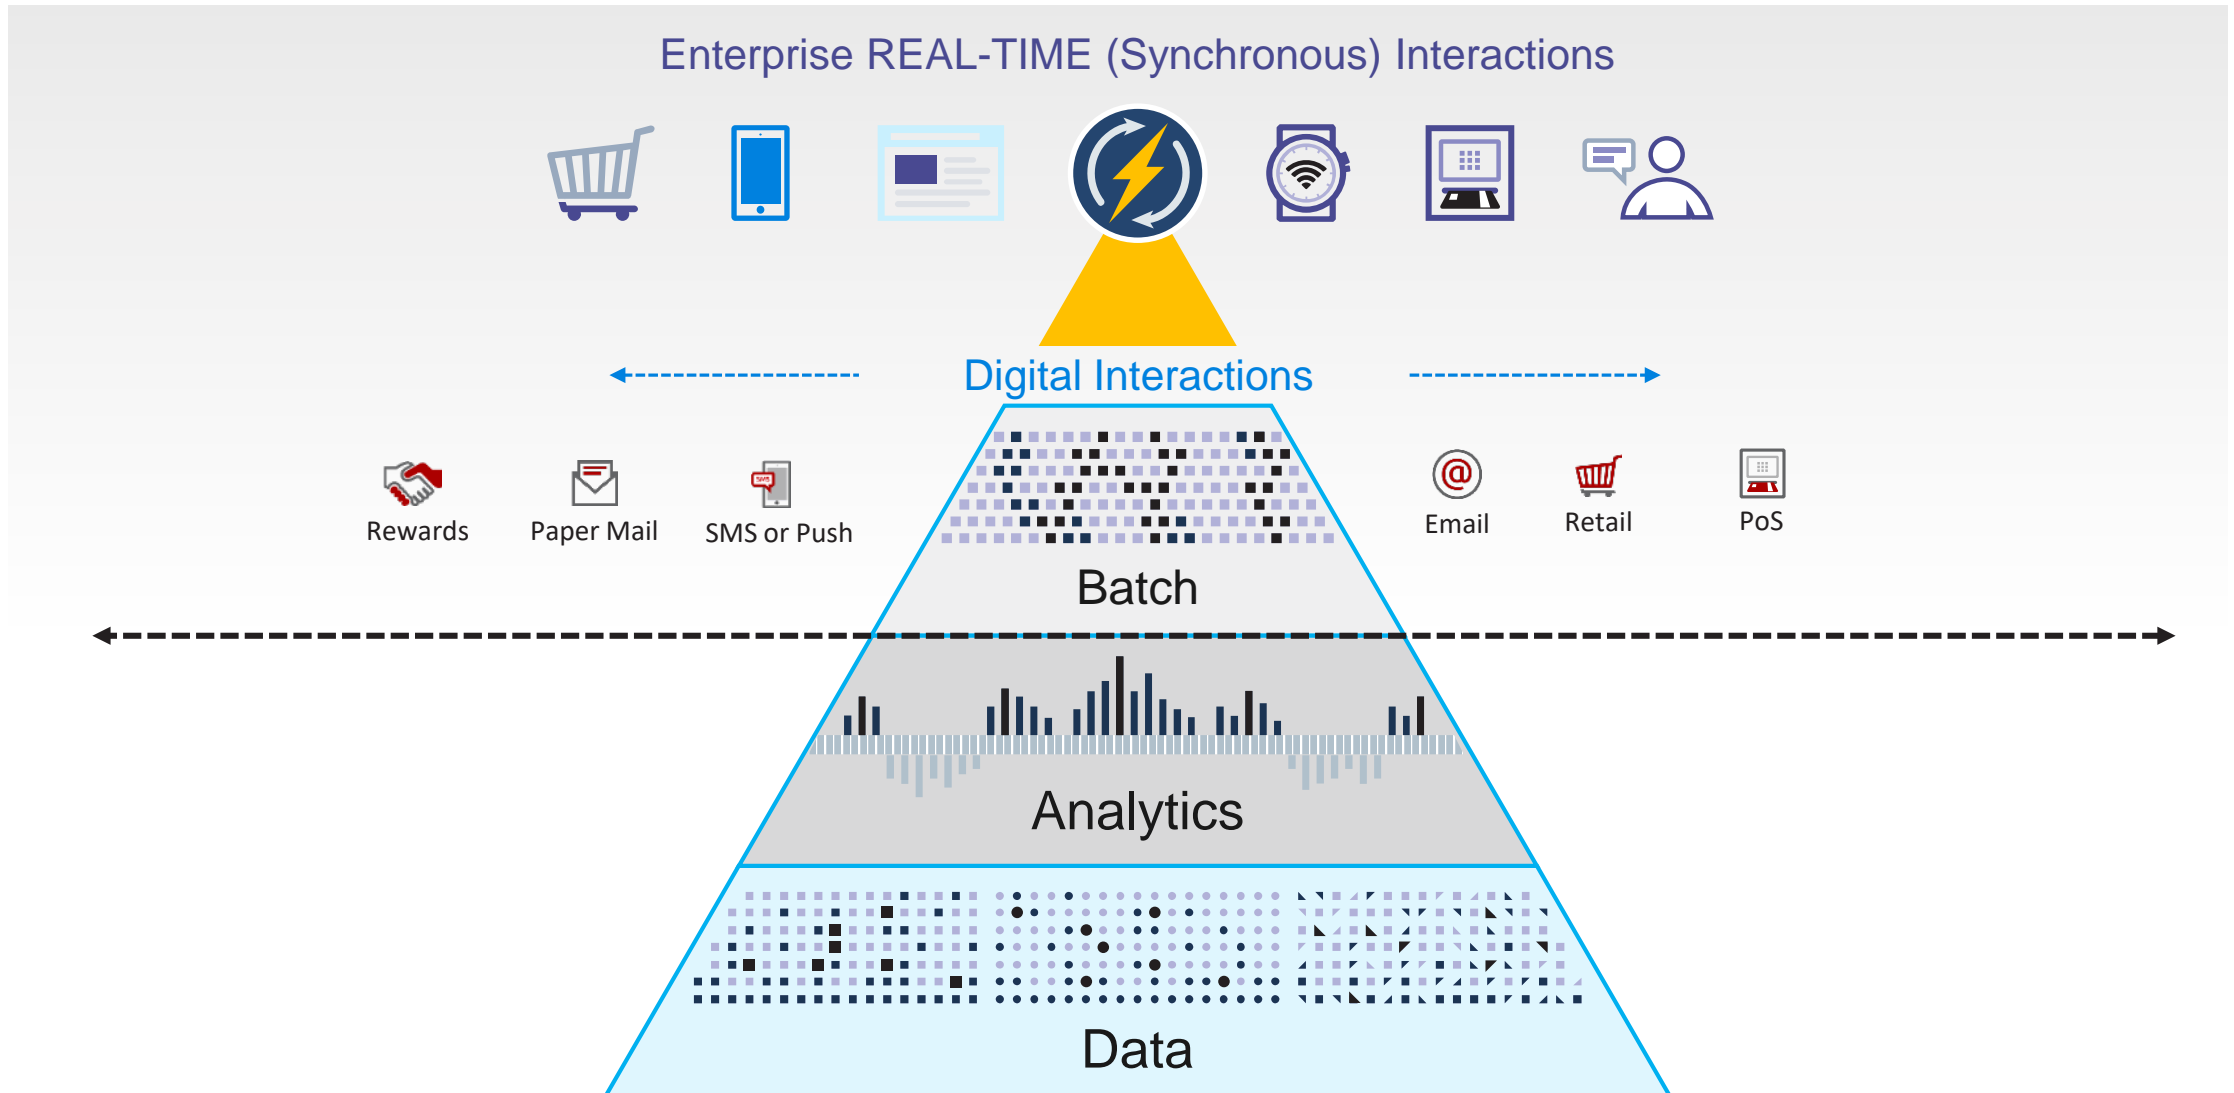 Enterprise REAL-TIME (Synchronous) Interactions
Digital Interactions
Rewards
Paper Mail
SMS
SMS or Push
@
Email
Retail
PoS
Batch
Analytics
Data